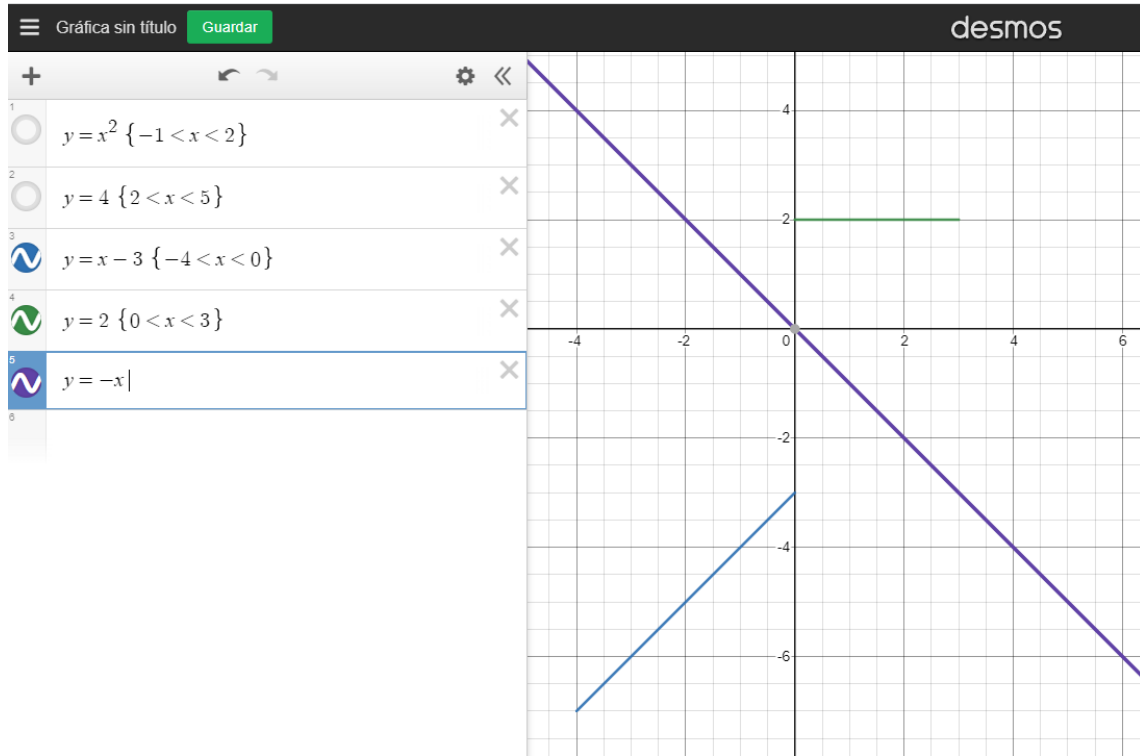 Gráfica sin título Guardar desmos
1
y = x² {−1 < x < 2}
2
y = 4 {2 < x < 5}
3
y = x − 3 {−4 < x < 0}
4
y = 2 {0 < x < 3}
5
y = −x
6
4
2
-4 -2 0 2 4 6
-2
-4
-6